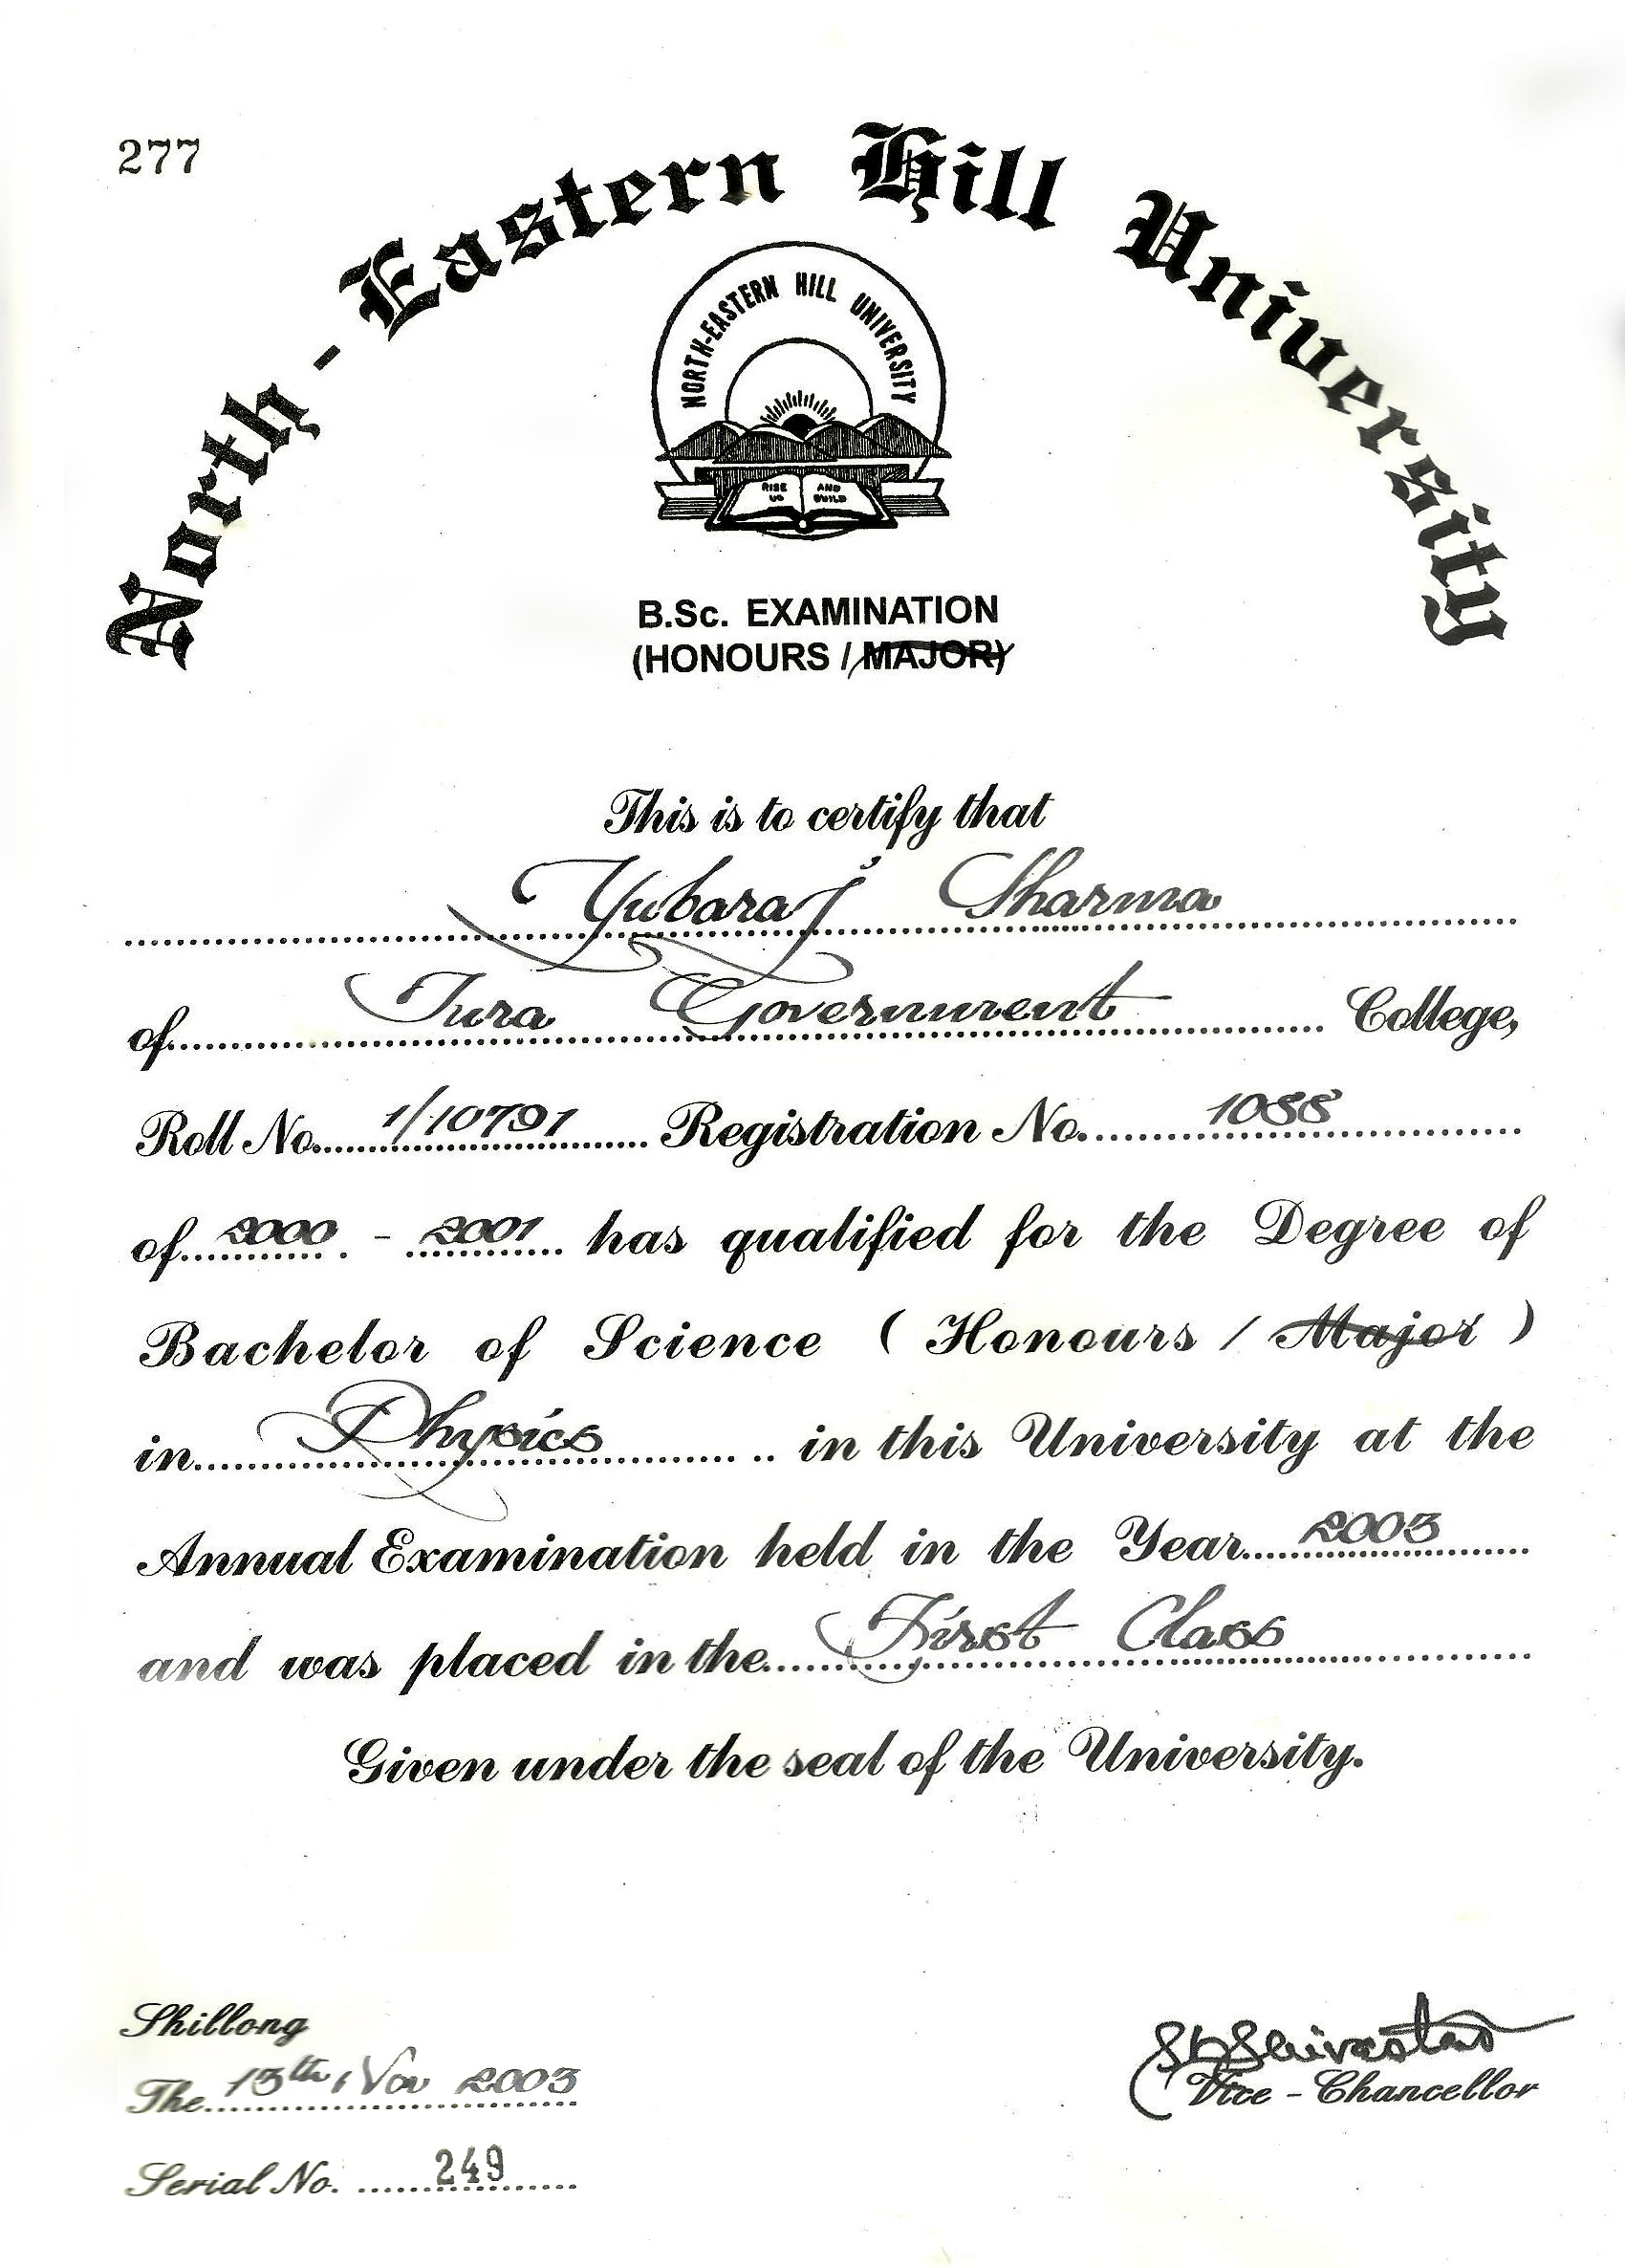 277
North - Eastern Hill University
NORTH-EASTERN HILL UNIVERSITY
RISE UP AND BUILD
B.Sc. EXAMINATION
(HONOURS / MAJOR)
This is to certify that
Yubaraj Sharma
of Tura Government College,
Roll No. 1/10791 Registration No. 1088
of 2000 - 2001 has qualified for the Degree of
Bachelor of Science ( Honours / Major )
in Physics in this University at the
Annual Examination held in the Year 2003
and was placed in the First Class
Given under the seal of the University.
Shillong
The 13th, Nov 2003
Vice - Chancellor
Serial No. 249